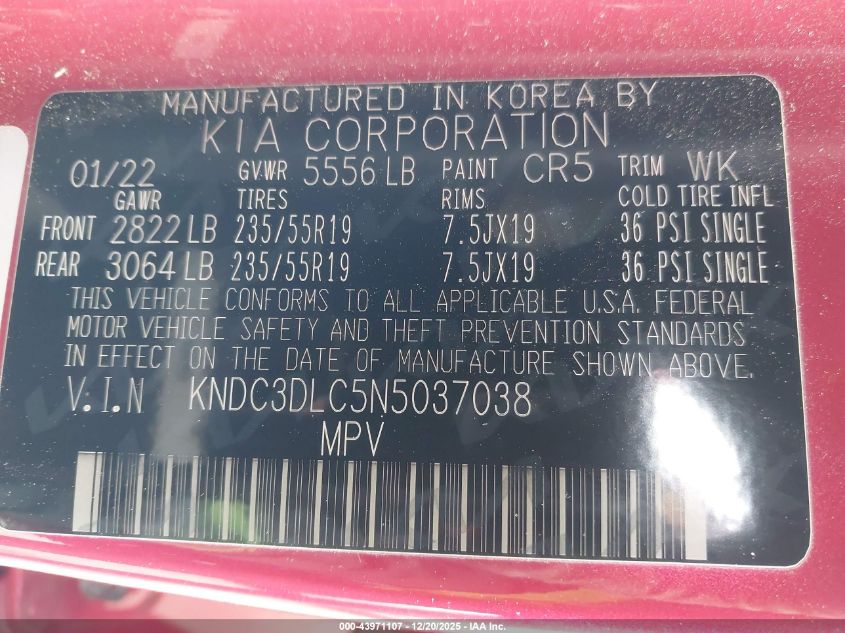 MANUFACTURED IN KOREA BY
KIA CORPORATION
01/22 GVWR 5556 LB PAINT CR5 TRIM WK
GAWR TIRES RIMS COLD TIRE INFL
FRONT 2822 LB 235/55R19 7.5JX19 36 PSI SINGLE
REAR 3064 LB 235/55R19 7.5JX19 36 PSI SINGLE
THIS VEHICLE CONFORMS TO ALL APPLICABLE U.S.A. FEDERAL
MOTOR VEHICLE SAFETY AND THEFT PREVENTION STANDARDS
IN EFFECT ON THE DATE OF MANUFACTURE SHOWN ABOVE.
V.I.N KNDC3DLC5N5037038
MPV
000-43971107 - 12/20/2025 - IAA, Inc.